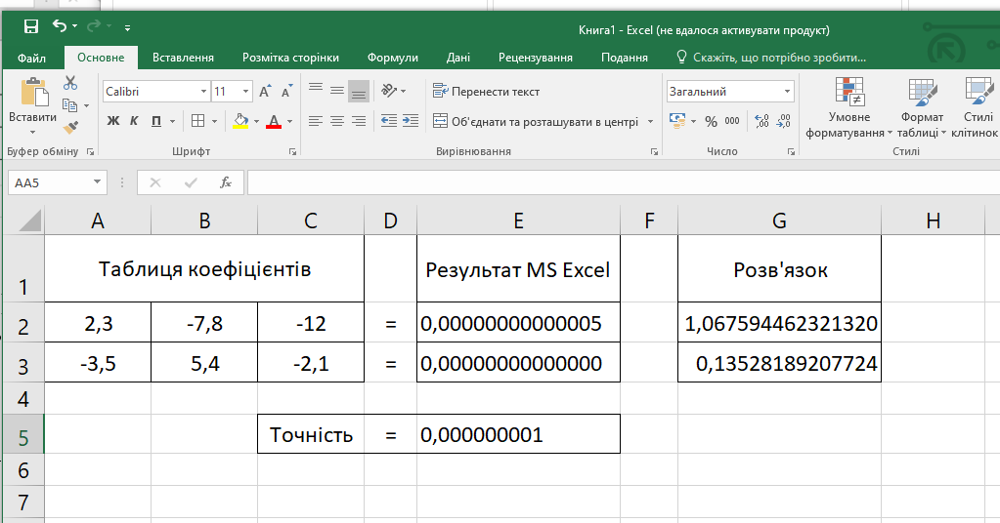 Книга1 - Excel (не вдалося активувати продукт)
Файл Основне Вставлення Розмітка сторінки Формули Дані Рецензування Подання Скажіть, що потрібно зробити...
Вставити
Calibri 11
Ж К П А
Перенести текст
Об'єднати та розташувати в центрі
Загальний
% 000
Умовне форматування
Формат таблиці
Стилі клітинок
Буфер обміну Шрифт Вирівнювання Число Стилі
AA5 fx
A B C D E F G H
1 Таблиця коефіцієнтів Результат MS Excel Розв'язок
2 2,3 -7,8 -12 = 0,00000000000005 1,067594462321320
3 -3,5 5,4 -2,1 = 0,00000000000000 0,13528189207724
4
5 Точність = 0,000000001
6
7